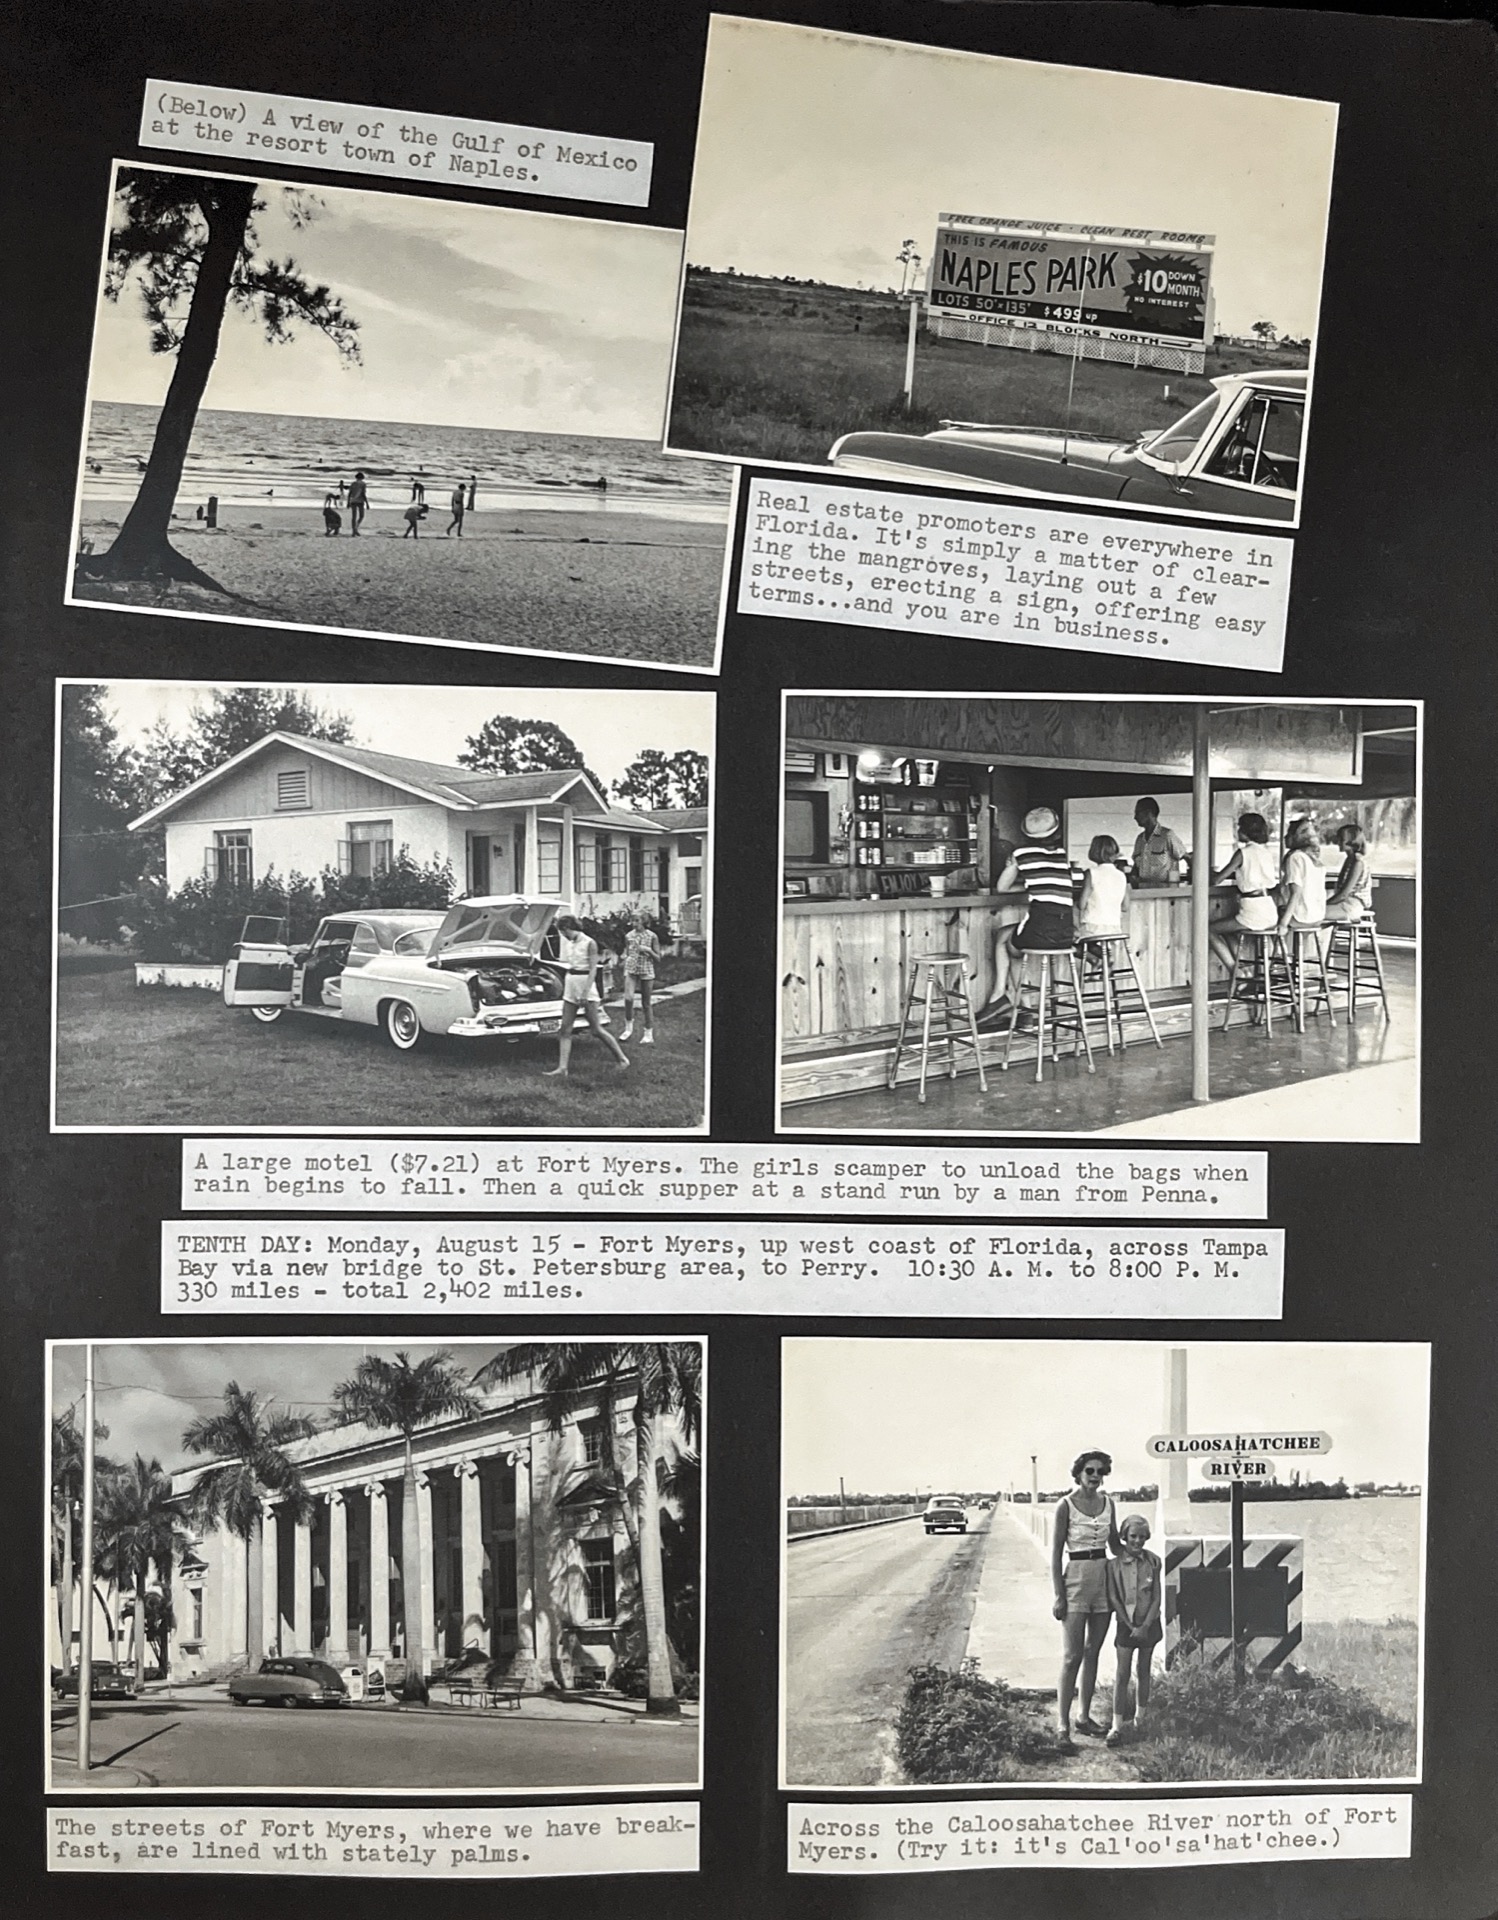 (Below) A view of the Gulf of Mexico
at the resort town of Naples.
FREE ORANGE JUICE · CLEAN REST ROOMS
THIS IS FAMOUS
NAPLES PARK
$10 DOWN
MONTH
NO INTEREST
LOTS 50'×135' $499 up
OFFICE 12 BLOCKS NORTH
Real estate promoters are everywhere in
Florida. It's simply a matter of clear-
ing the mangroves, laying out a few
streets, erecting a sign, offering easy
terms...and you are in business.
ENJOY
A large motel ($7.21) at Fort Myers. The girls scamper to unload the bags when
rain begins to fall. Then a quick supper at a stand run by a man from Penna.
TENTH DAY: Monday, August 15 - Fort Myers, up west coast of Florida, across Tampa
Bay via new bridge to St. Petersburg area, to Perry. 10:30 A. M. to 8:00 P. M.
330 miles - total 2,402 miles.
CALOOSAHATCHEE
RIVER
The streets of Fort Myers, where we have break-
fast, are lined with stately palms.
Across the Caloosahatchee River north of Fort
Myers. (Try it: it's Cal'oo'sa'hat'chee.)